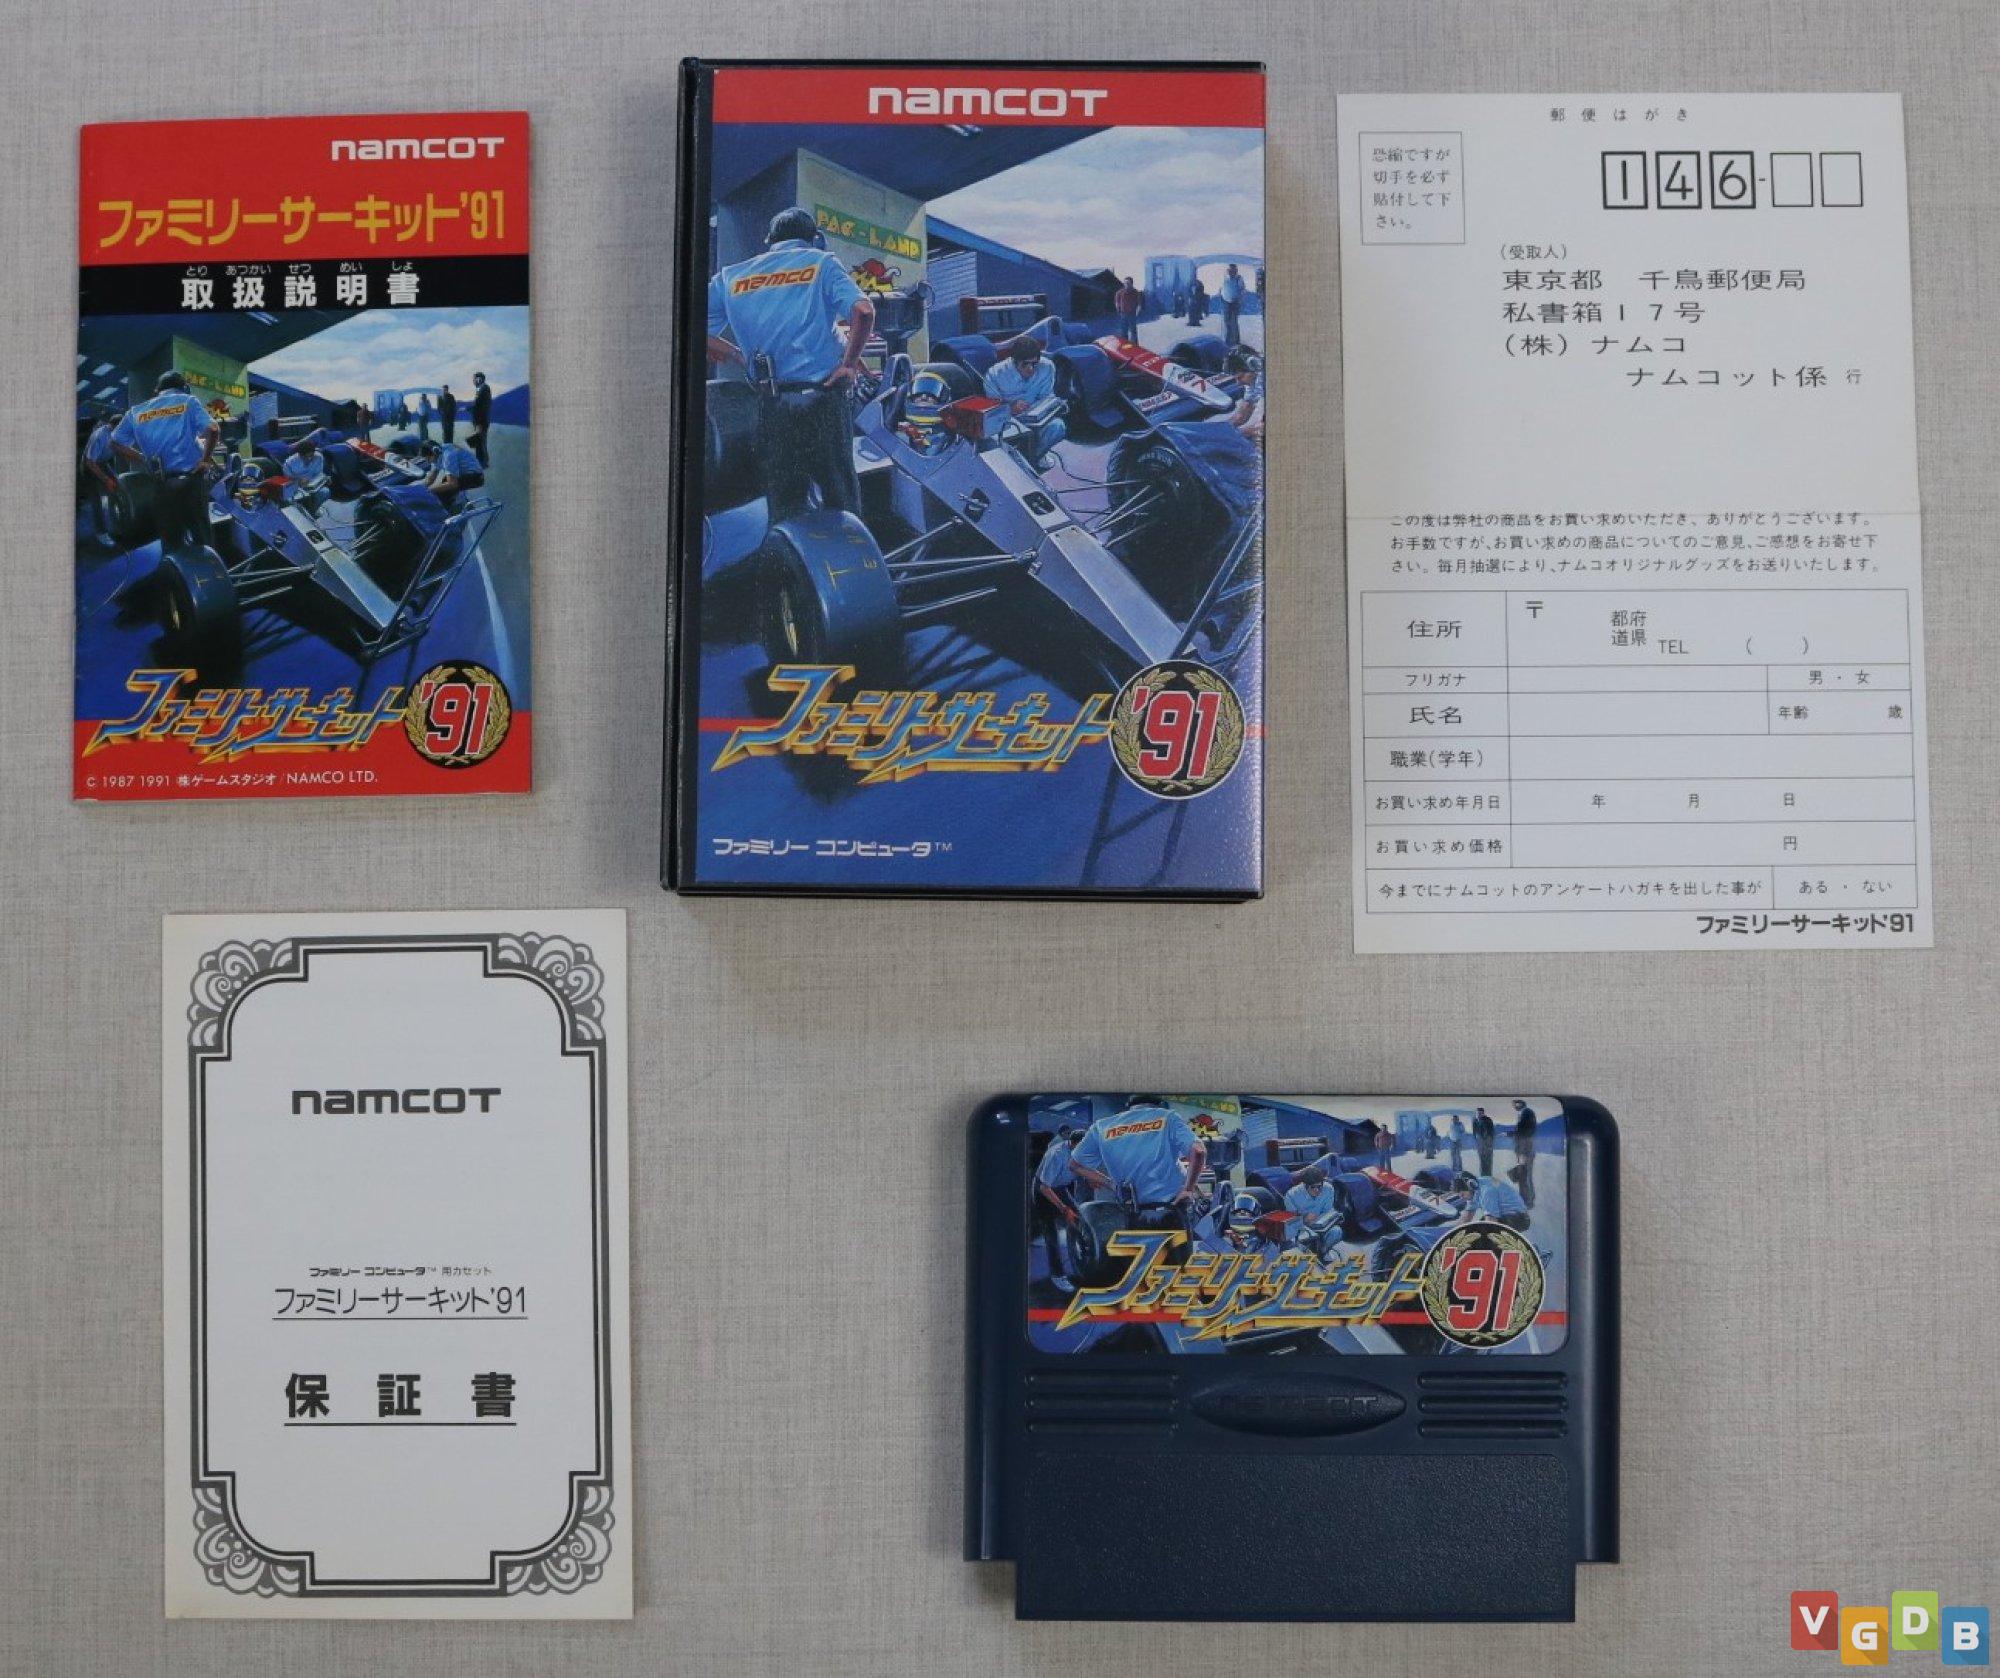 namcoT
ファミリーサーキット'91
とり あつかい せつ めい しょ
取扱説明書
PAC-LAND
namco
ファミリーサーキット
'91
© 1987 1991 ㈱ゲームスタジオ/NAMCO LTD.
namcoT
PAC-LAND
namco
ファミリーサーキット
'91
ファミリー コンピュータ™
郵便はがき
恐縮ですが
切手を必ず
貼付して下
さい。
146-
(受取人)
東京都 千鳥郵便局
私書箱17号
(株)ナムコ
ナムコット係 行
この度は弊社の商品をお買い求めいただき、ありがとうございます。
お手数ですが、お買い求めの商品についてのご意見、ご感想をお寄せ下
さい。毎月抽選により、ナムコオリジナルグッズをお送りいたします。
住所 〒 都府
道県 TEL ( )
フリガナ 男・女
氏名 年齢 歳
職業(学年)
お買い求め年月日 年 月 日
お買い求め価格 円
今までにナムコットのアンケートハガキを出した事が ある・ない
ファミリーサーキット'91
namcoT
ファミリー コンピュータ™ 用カセット
ファミリーサーキット'91
保証書
namco
ファミリーサーキット
'91
namcoT
VGDB